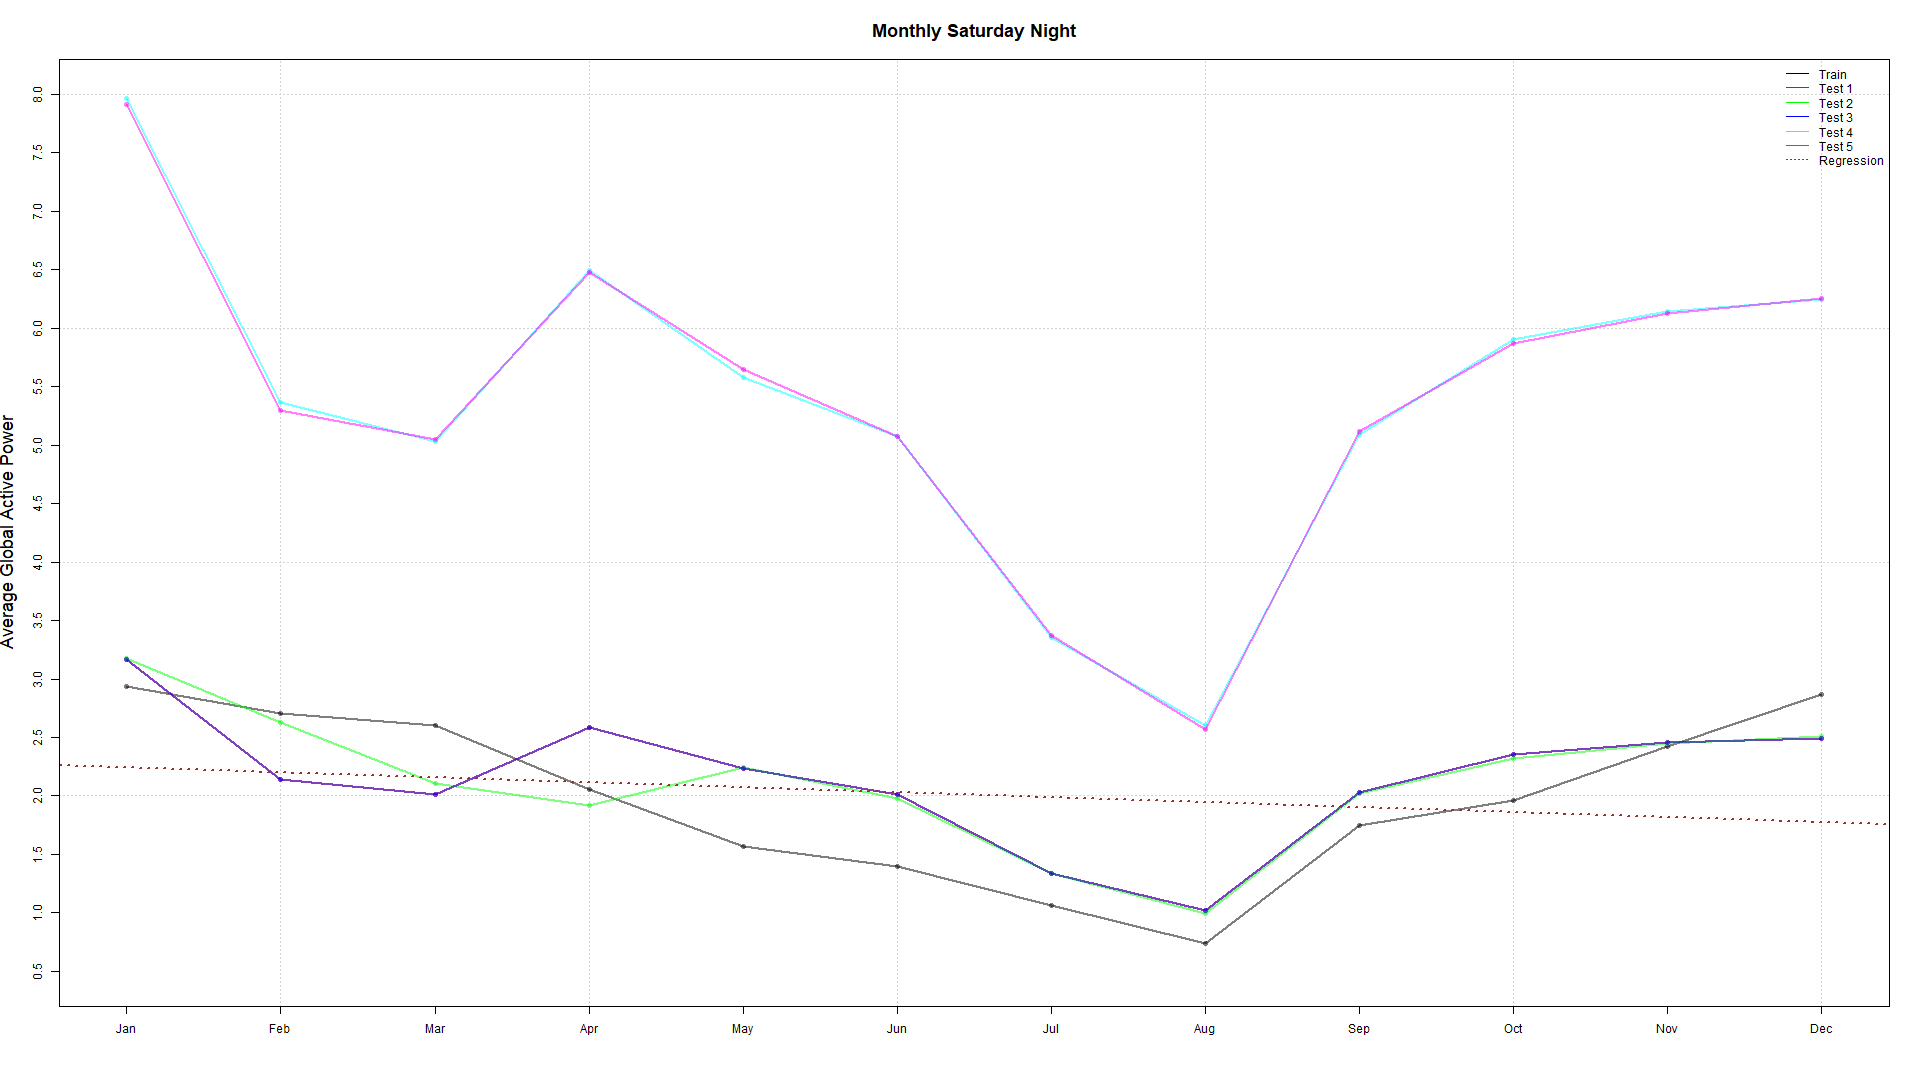 Monthly Saturday Night
Average Global Active Power
8.0
7.5
7.0
6.5
6.0
5.5
5.0
4.5
4.0
3.5
3.0
2.5
2.0
1.5
1.0
0.5
Train
Test 1
Test 2
Test 3
Test 4
Test 5
Regression
Jan Feb Mar Apr May Jun Jul Aug Sep Oct Nov Dec